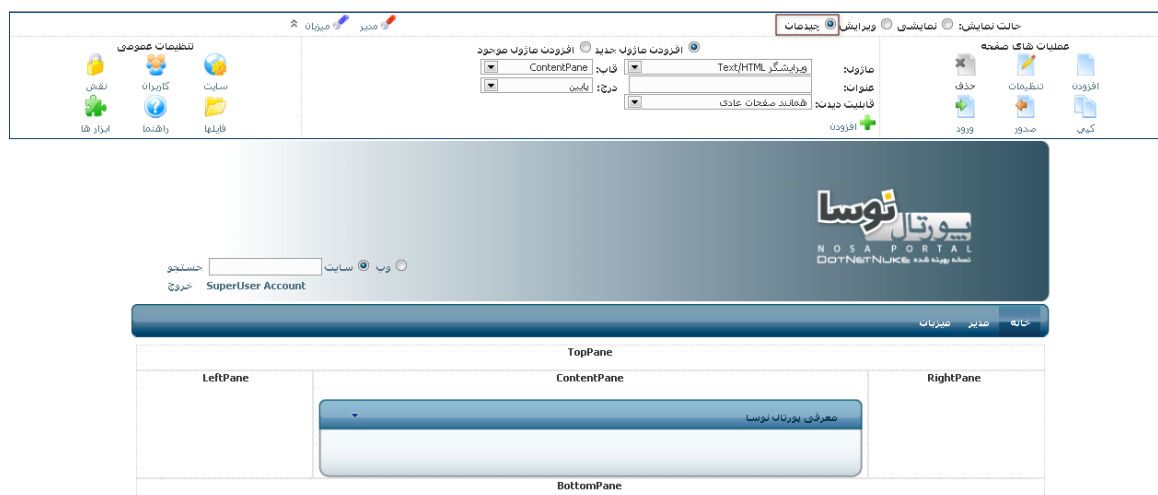 حالت نمایش: نمایشی ویرایش چیدمات
مدیر میزبان
عملیات های صفحه
افزودن تنظیمات حذف
کپی صدور ورود
افزودن ماژول جدید افزودن ماژول موجود
ماژول: ویرایشگر Text/HTML قاب: ContentPane
عنوان: درج: پایین
قابلیت دیدن: همانند صفحات عادی
افزودن
تنظیمات عمومی
سایت کاربران نقش
فایلها راهنما ابزار ها
پورتال نوسا
NOSA PORTAL
نسخه بهینه شده DOTNETNUKE
وب سایت جستجو
SuperUser Account خروج
خانه مدیر میزبان
TopPane
LeftPane ContentPane RightPane
معرفی پورتال نوسا
BottomPane